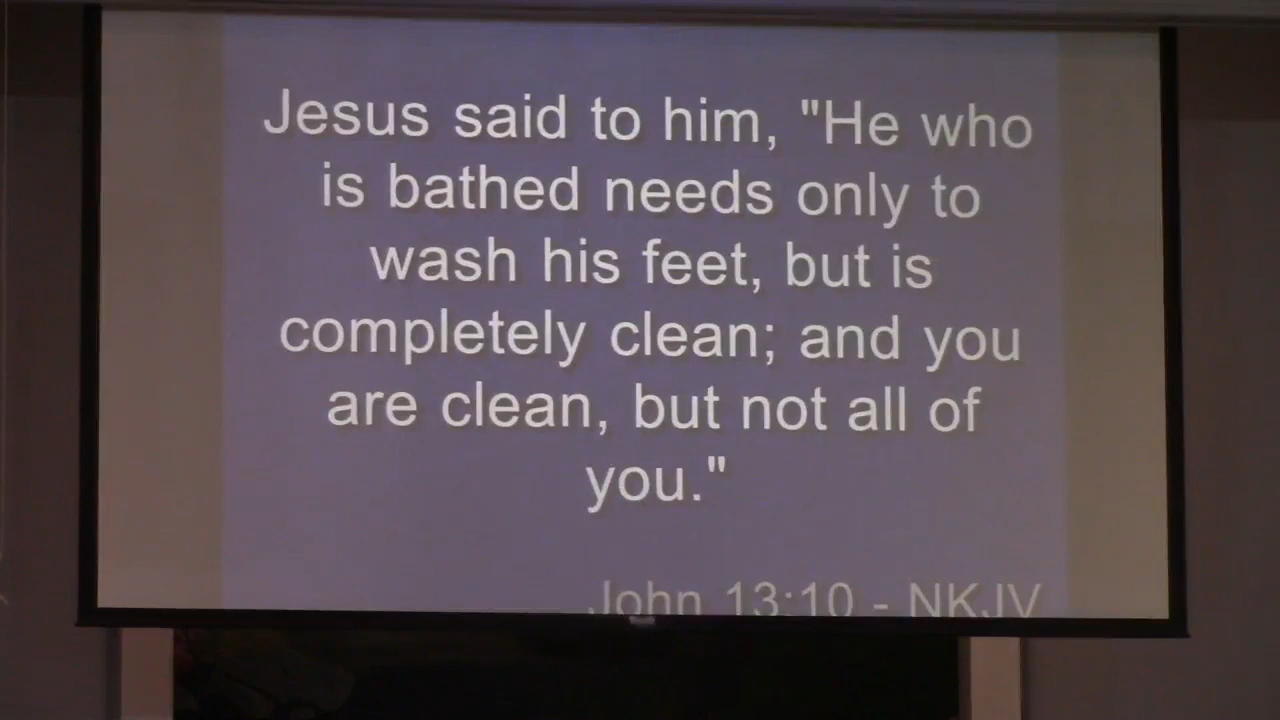 Jesus said to him, "He who
is bathed needs only to
wash his feet, but is
completely clean; and you
are clean, but not all of
you."
John 13:10 - NKJV